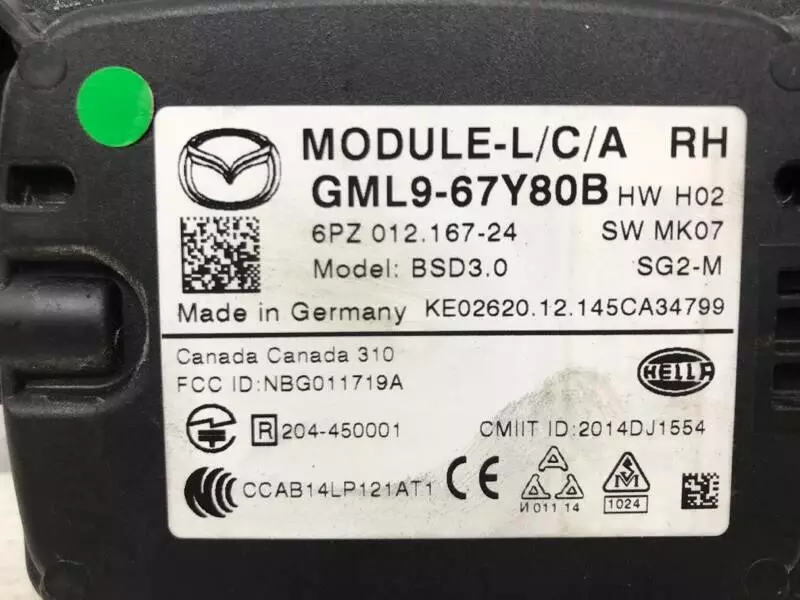 MODULE-L/C/A RH
GML9-67Y80B HW H02
6PZ 012.167-24 SW MK07
Model: BSD3.0 SG2-M
Made in Germany KE02620.12.145CA34799
Canada Canada 310
FCC ID:NBG011719A
HELLA
R 204-450001 CMIIT ID:2014DJ1554
CCAB14LP121AT1 CE
И 011 14
1024